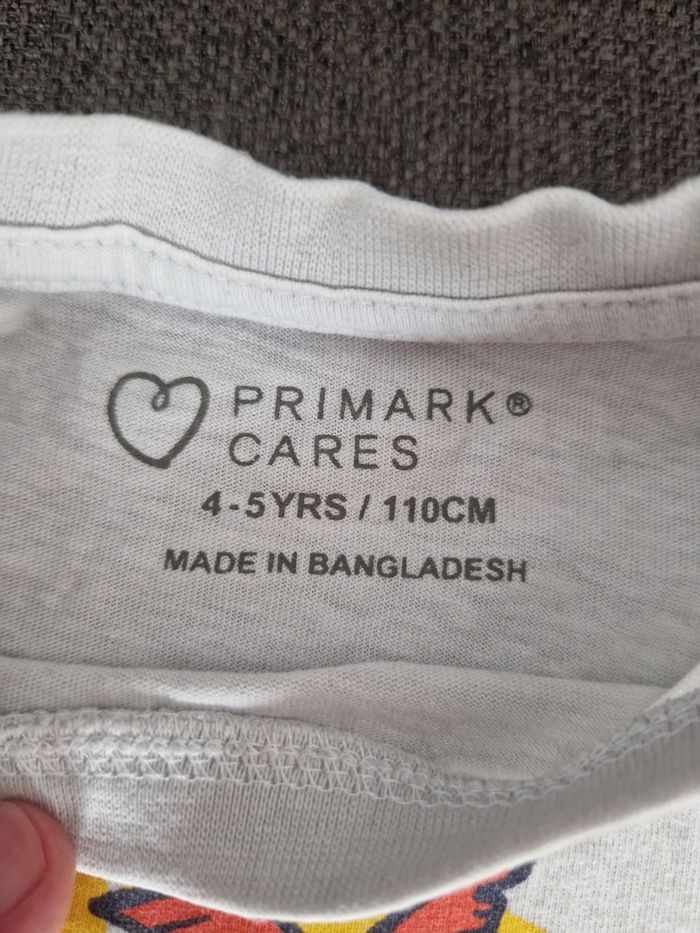 PRIMARK®
CARES
4-5YRS / 110CM
MADE IN BANGLADESH